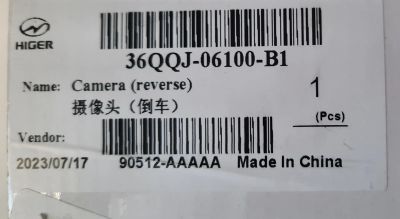 HIGER
36QQJ-06100-B1
Name: Camera (reverse) 1
摄像头（倒车） (Pcs)
Vendor:
2023/07/17 90512-AAAAA Made In China